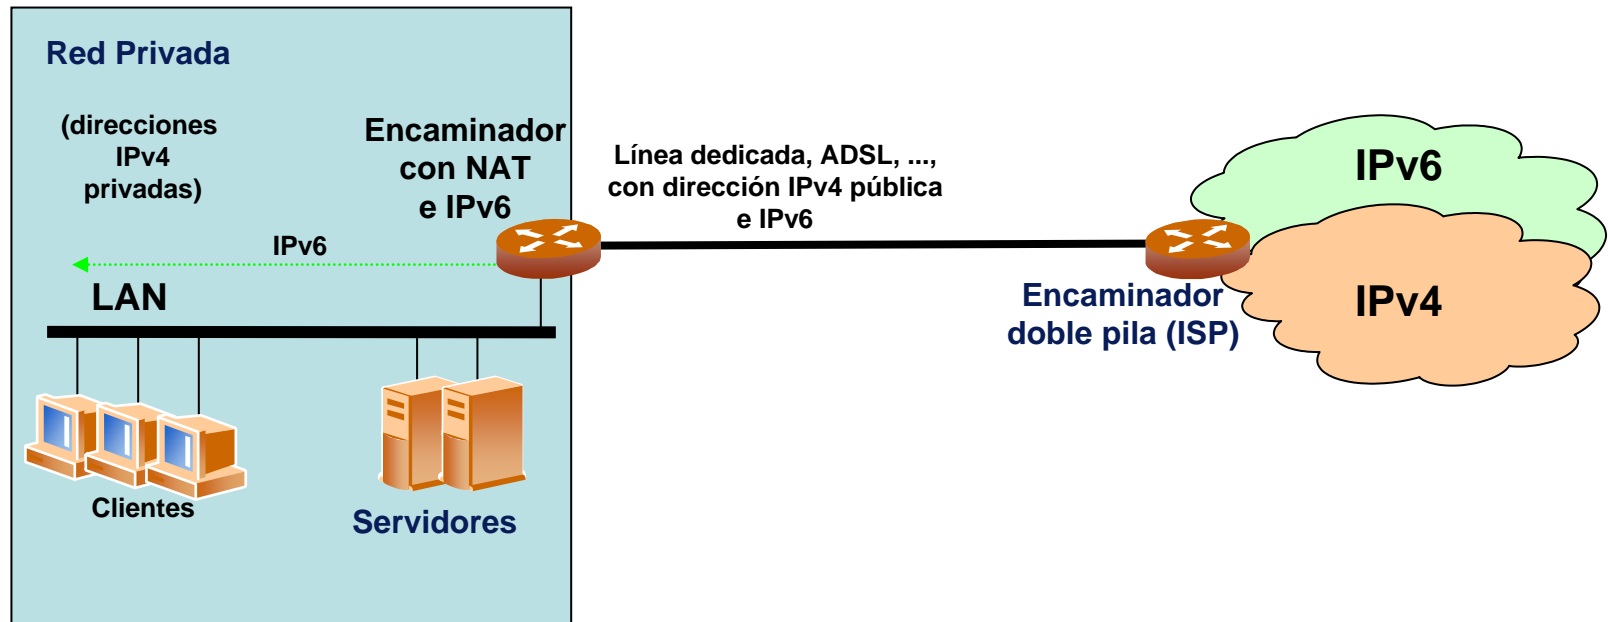 Red Privada
(direcciones
IPv4
privadas)
Encaminador
con NAT
e IPv6
IPv6
LAN
Clientes
Servidores
Línea dedicada, ADSL, ...,
con dirección IPv4 pública
e IPv6
Encaminador
doble pila (ISP)
IPv6
IPv4